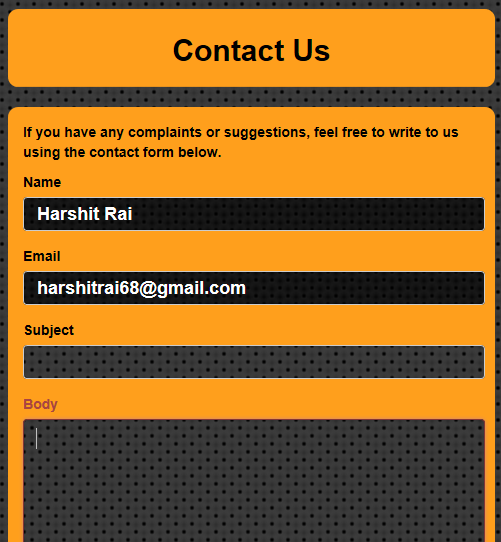 Contact Us
If you have any complaints or suggestions, feel free to write to us
using the contact form below.
Name
Harshit Rai
Email
harshitrai68@gmail.com
Subject
Body